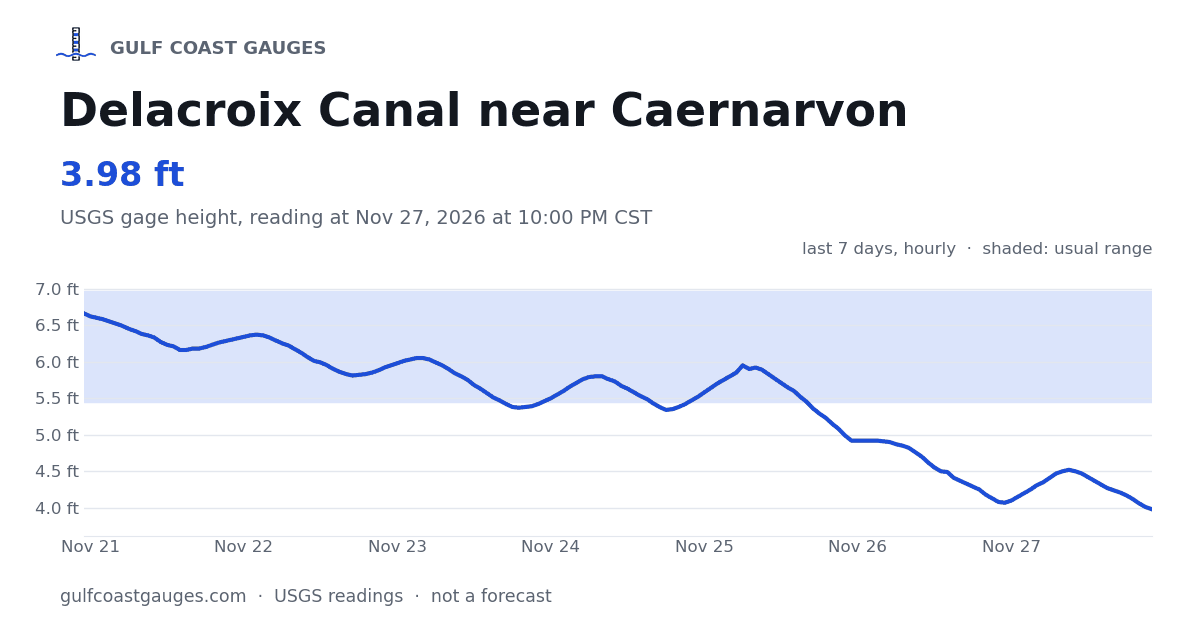 GULF COAST GAUGES
Delacroix Canal near Caernarvon
3.98 ft
USGS gage height, reading at Nov 27, 2026 at 10:00 PM CST
last 7 days, hourly · shaded: usual range
7.0 ft
6.5 ft
6.0 ft
5.5 ft
5.0 ft
4.5 ft
4.0 ft
Nov 21 Nov 22 Nov 23 Nov 24 Nov 25 Nov 26 Nov 27
gulfcoastgauges.com · USGS readings · not a forecast